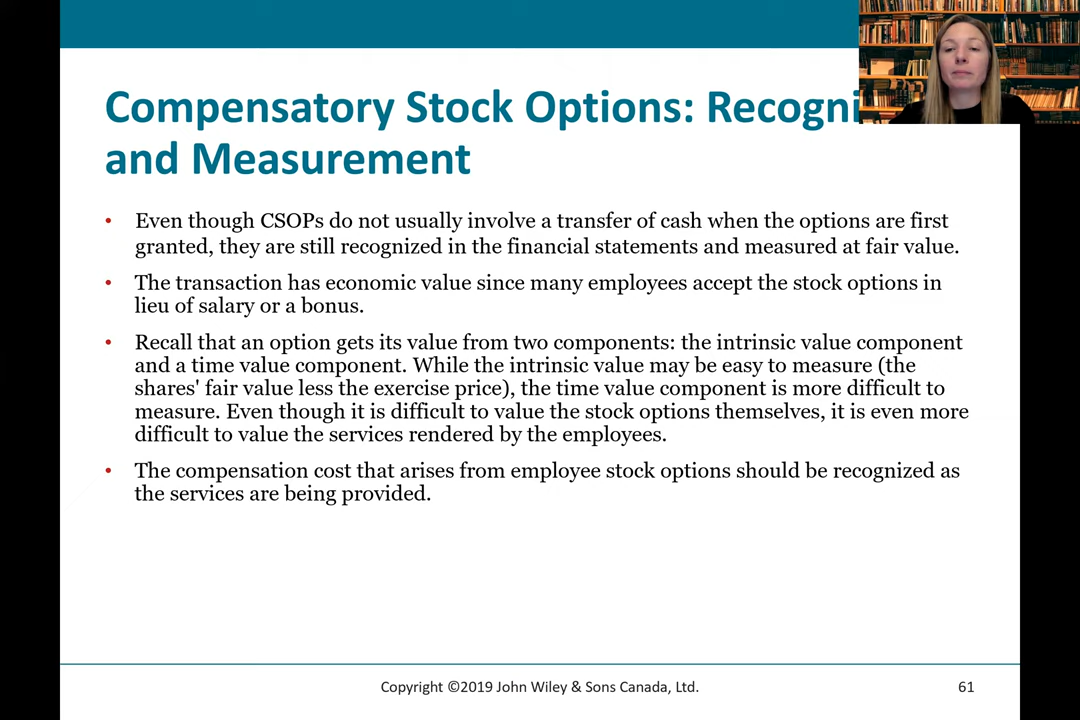 Compensatory Stock Options: Recogni
and Measurement
• Even though CSOPs do not usually involve a transfer of cash when the options are first
granted, they are still recognized in the financial statements and measured at fair value.
• The transaction has economic value since many employees accept the stock options in
lieu of salary or a bonus.
• Recall that an option gets its value from two components: the intrinsic value component
and a time value component. While the intrinsic value may be easy to measure (the
shares' fair value less the exercise price), the time value component is more difficult to
measure. Even though it is difficult to value the stock options themselves, it is even more
difficult to value the services rendered by the employees.
• The compensation cost that arises from employee stock options should be recognized as
the services are being provided.
Copyright ©2019 John Wiley & Sons Canada, Ltd.
61